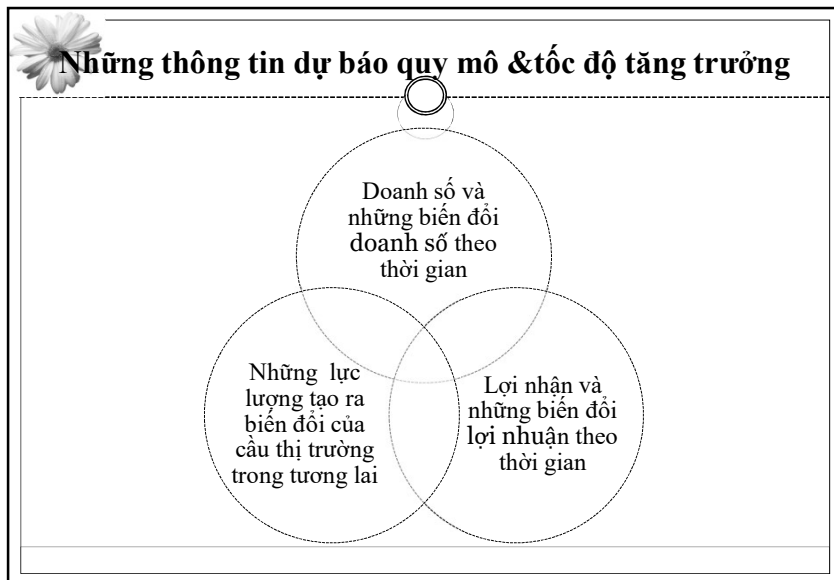 Những thông tin dự báo quy mô &tốc độ tăng trưởng
Doanh số và
những biến đổi
doanh số theo
thời gian
Những lực
lượng tạo ra
biến đổi của
cầu thị trường
trong tương lai
Lợi nhận và
những biến đổi
lợi nhuận theo
thời gian